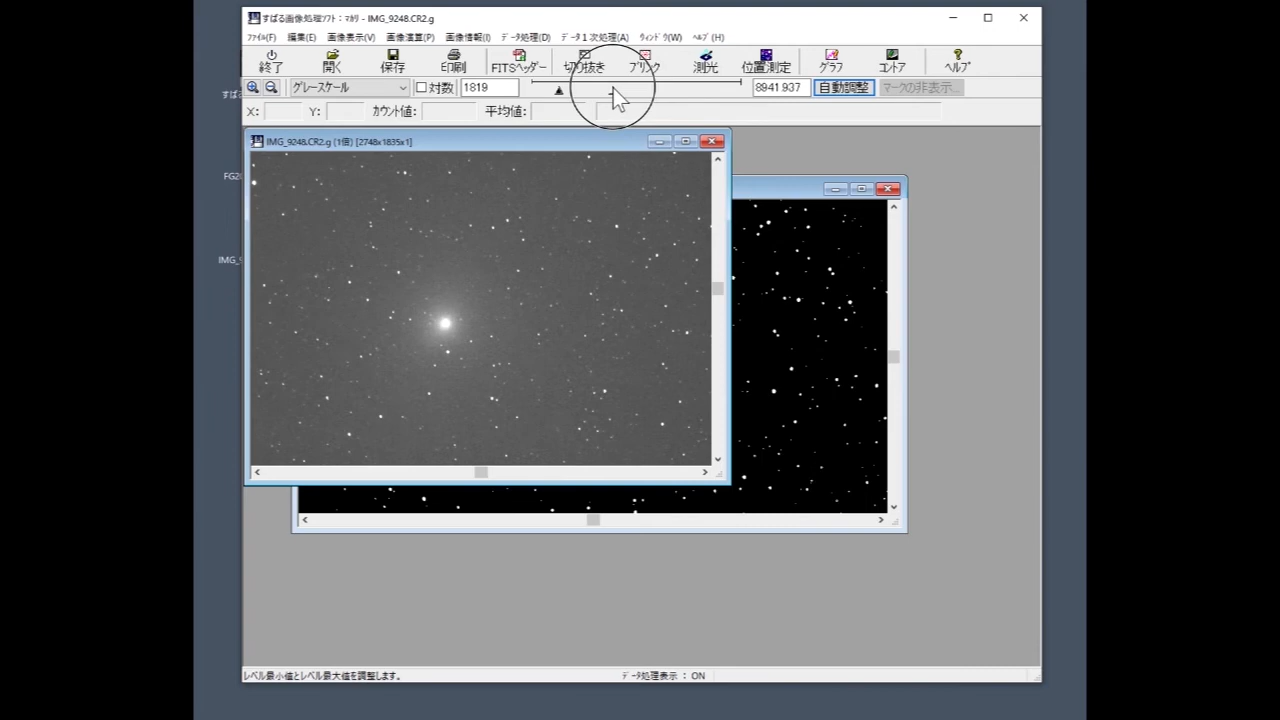 すばる画像処理ソフト：マカリ - IMG_9248.CR2.g
ファイル(F) 編集(E) 画像表示(V) 画像演算(P) 画像情報(I) データ処理(D) データ１次処理(A) ウィンドウ(W) ヘルプ(H)
終了 開く 保存 印刷 FITSヘッダー 切り抜き ブリンク 測光 位置測定 グラフ コントア ヘルプ
グレースケール 対数 1819 8941.937 自動調整 マークの非表示...
X: Y: カウント値: 平均値:
すば
IMG_9248.CR2.g (1倍) [2748x1835x1]
FG20
IMG_9
レベル最小値とレベル最大値を調整します。 データ処理表示 ： ON